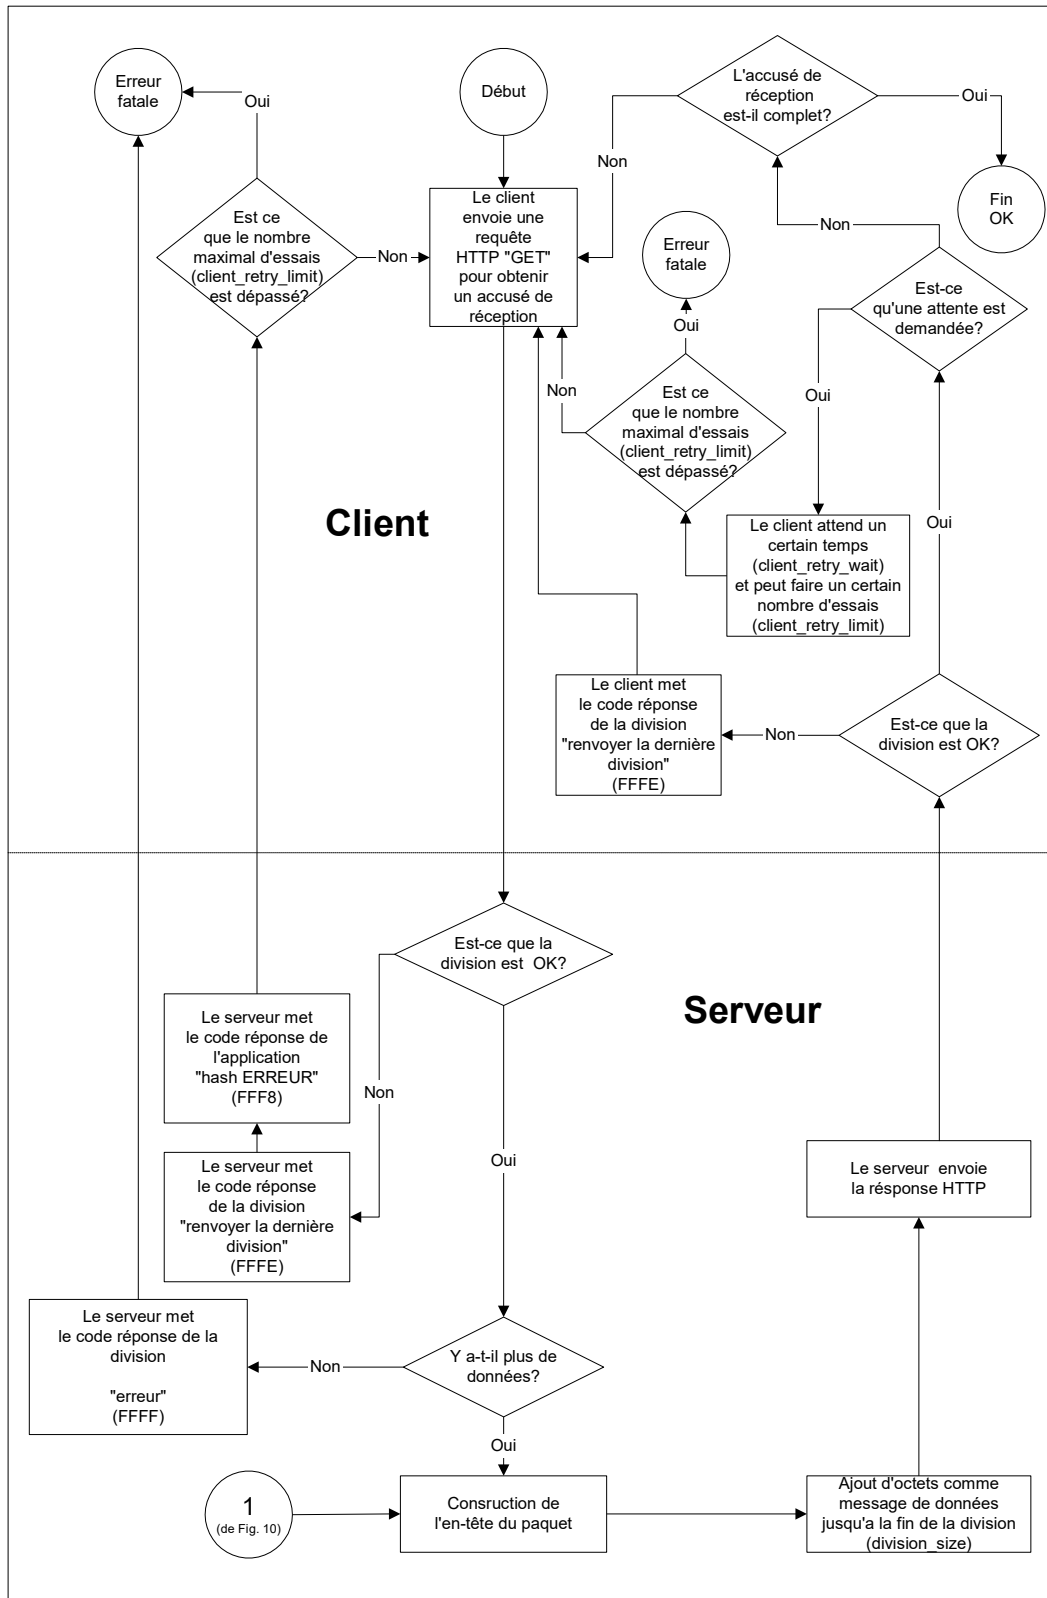 Erreur
fatale
Oui
Début
L'accusé de
réception
est-il complet?
Oui
Non
Fin
OK
Est ce
que le nombre
maximal d'essais
(client_retry_limit)
est dépassé?
Non
Le client
envoie une
requête
HTTP "GET"
pour obtenir
un accusé de
réception
Erreur
fatale
Non
Est-ce
qu'une attente est
demandée?
Oui
Non
Est ce
que le nombre
maximal d'essais
(client_retry_limit)
est dépassé?
Oui
Client
Le client attend un
certain temps
(client_retry_wait)
et peut faire un certain
nombre d'essais
(client_retry_limit)
Oui
Le client met
le code réponse
de la division
"renvoyer la dernière
division"
(FFFE)
Non
Est-ce que la
division est OK?
Est-ce que la
division est  OK?
Serveur
Le serveur met
le code réponse de
l'application
"hash ERREUR"
(FFF8)
Non
Oui
Le serveur met
le code réponse
de la division
"renvoyer la dernière
division"
(FFFE)
Le serveur  envoie
la résponse HTTP
Le serveur met
le code réponse de la
division
"erreur"
(FFFF)
Non
Y a-t-il plus de
données?
Oui
1
(de Fig. 10)
Consruction de
l'en-tête du paquet
Ajout d'octets comme
message de données
jusqu'a la fin de la division
(division_size)